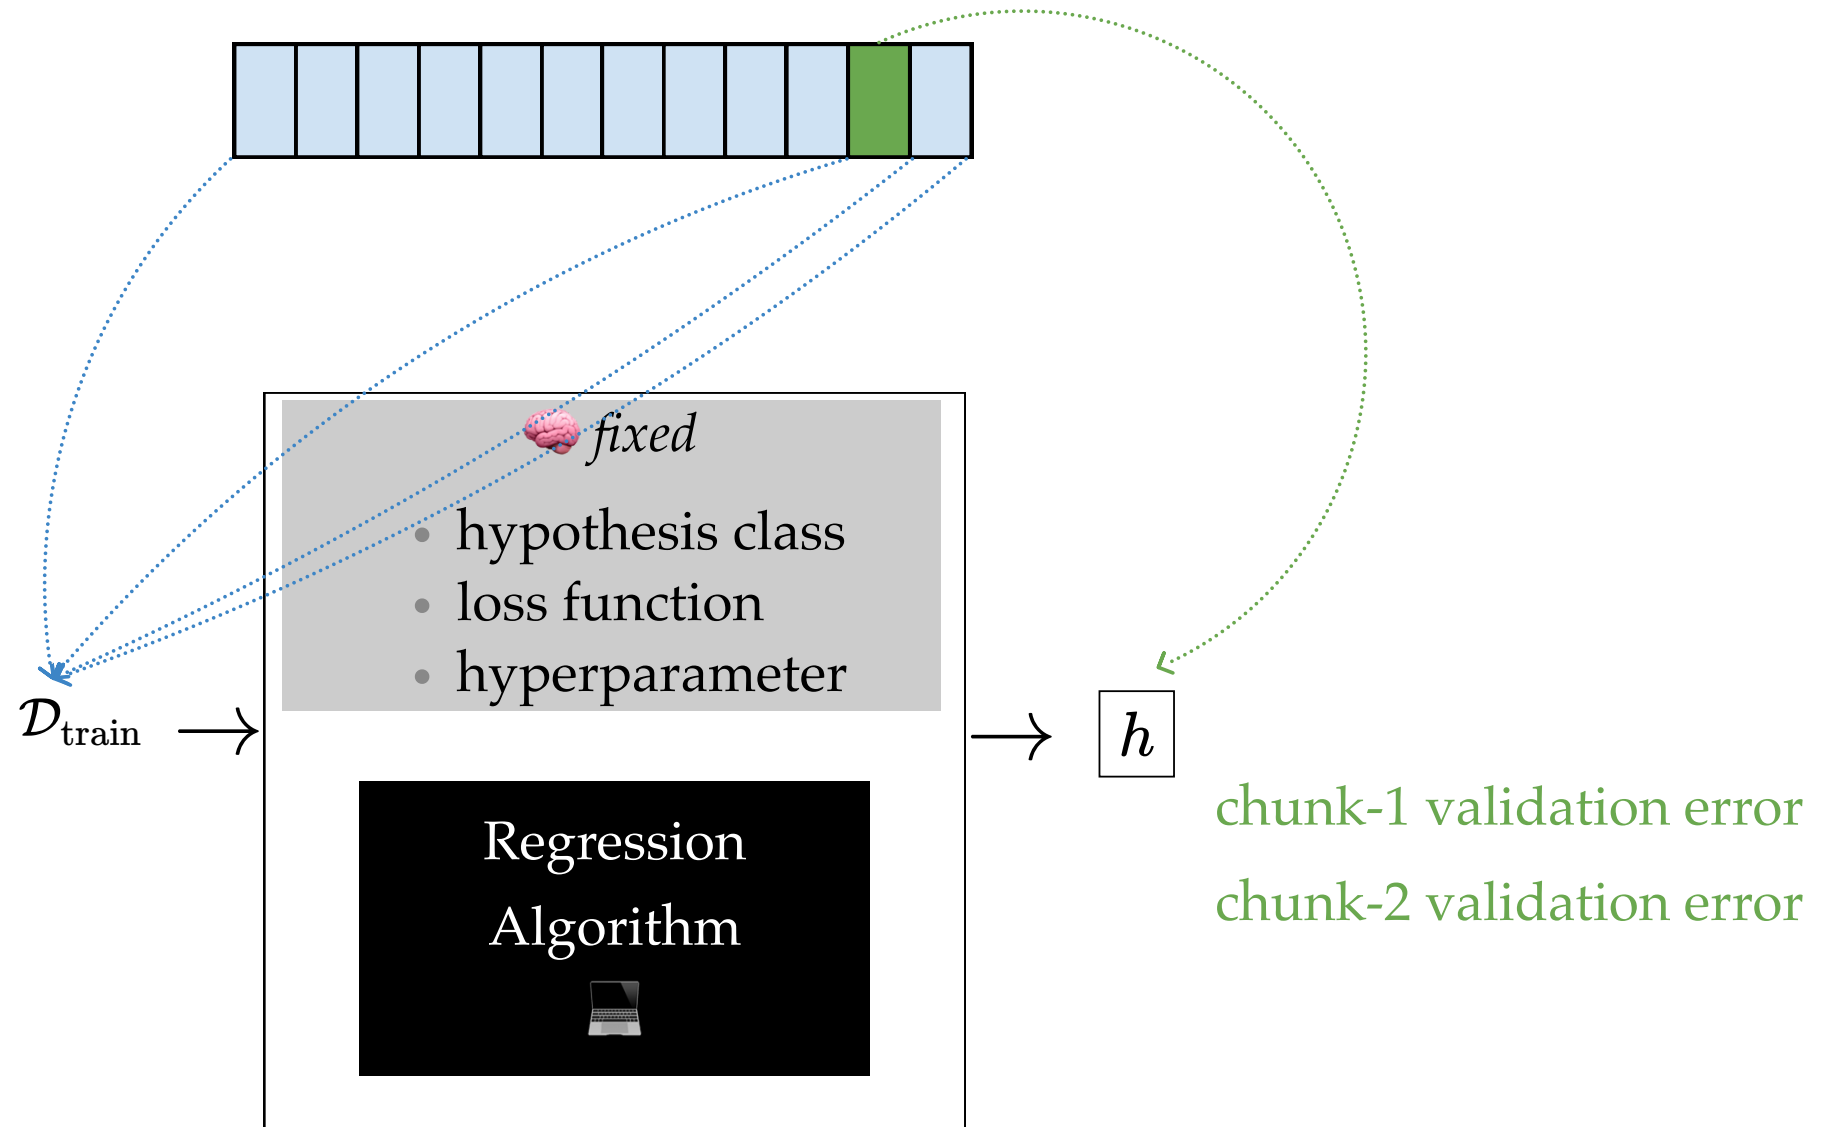 fixed
• hypothesis class
• loss function
• hyperparameter
𝒟train
h
Regression
Algorithm
chunk-1 validation error
chunk-2 validation error